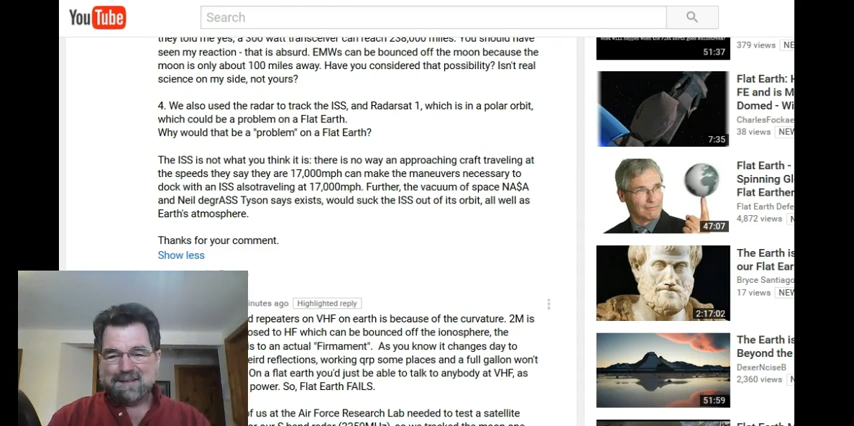 YouTube
Search
they told me yes, a 300 watt transceiver can reach 238,000 miles. You should have
seen my reaction - that is absurd. EMWs can be bounced off the moon because the
moon is only about 100 miles away. Have you considered that possibility? Isn't real
science on my side, not yours?
4. We also used the radar to track the ISS, and Radarsat 1, which is in a polar orbit,
which could be a problem on a Flat Earth.
Why would that be a "problem" on a Flat Earth?
The ISS is not what you think it is: there is no way an approaching craft traveling at
the speeds they say they are 17,000mph can make the maneuvers necessary to
dock with an ISS alsotraveling at 17,000mph. Further, the vacuum of space NA$A
and Neil degrASS Tyson says exists, would suck the ISS out of its orbit, all well as
Earth's atmosphere.
Thanks for your comment.
Show less
inutes ago Highlighted reply
d repeaters on VHF on earth is because of the curvature. 2M is
osed to HF which can be bounced off the ionosphere, the
s to an actual "Firmament". As you know it changes day to
eird reflections, working qrp some places and a full gallon won't
On a flat earth you'd just be able to talk to anybody at VHF, as
power. So, Flat Earth FAILS.
of us at the Air Force Research Lab needed to test a satellite
51:37
379 views NE
7:35
Flat Earth: H
FE and is M
Domed - Wi
CharlesFockae
38 views NE
47:07
Flat Earth -
Spinning Gl
Flat Earther
Flat Earth Defe
4,872 views N
2:17:02
The Earth is
our Flat Ear
Bryce Santiago
17 views NEV
51:59
The Earth is
Beyond the
DexerNciseB
2,360 views N